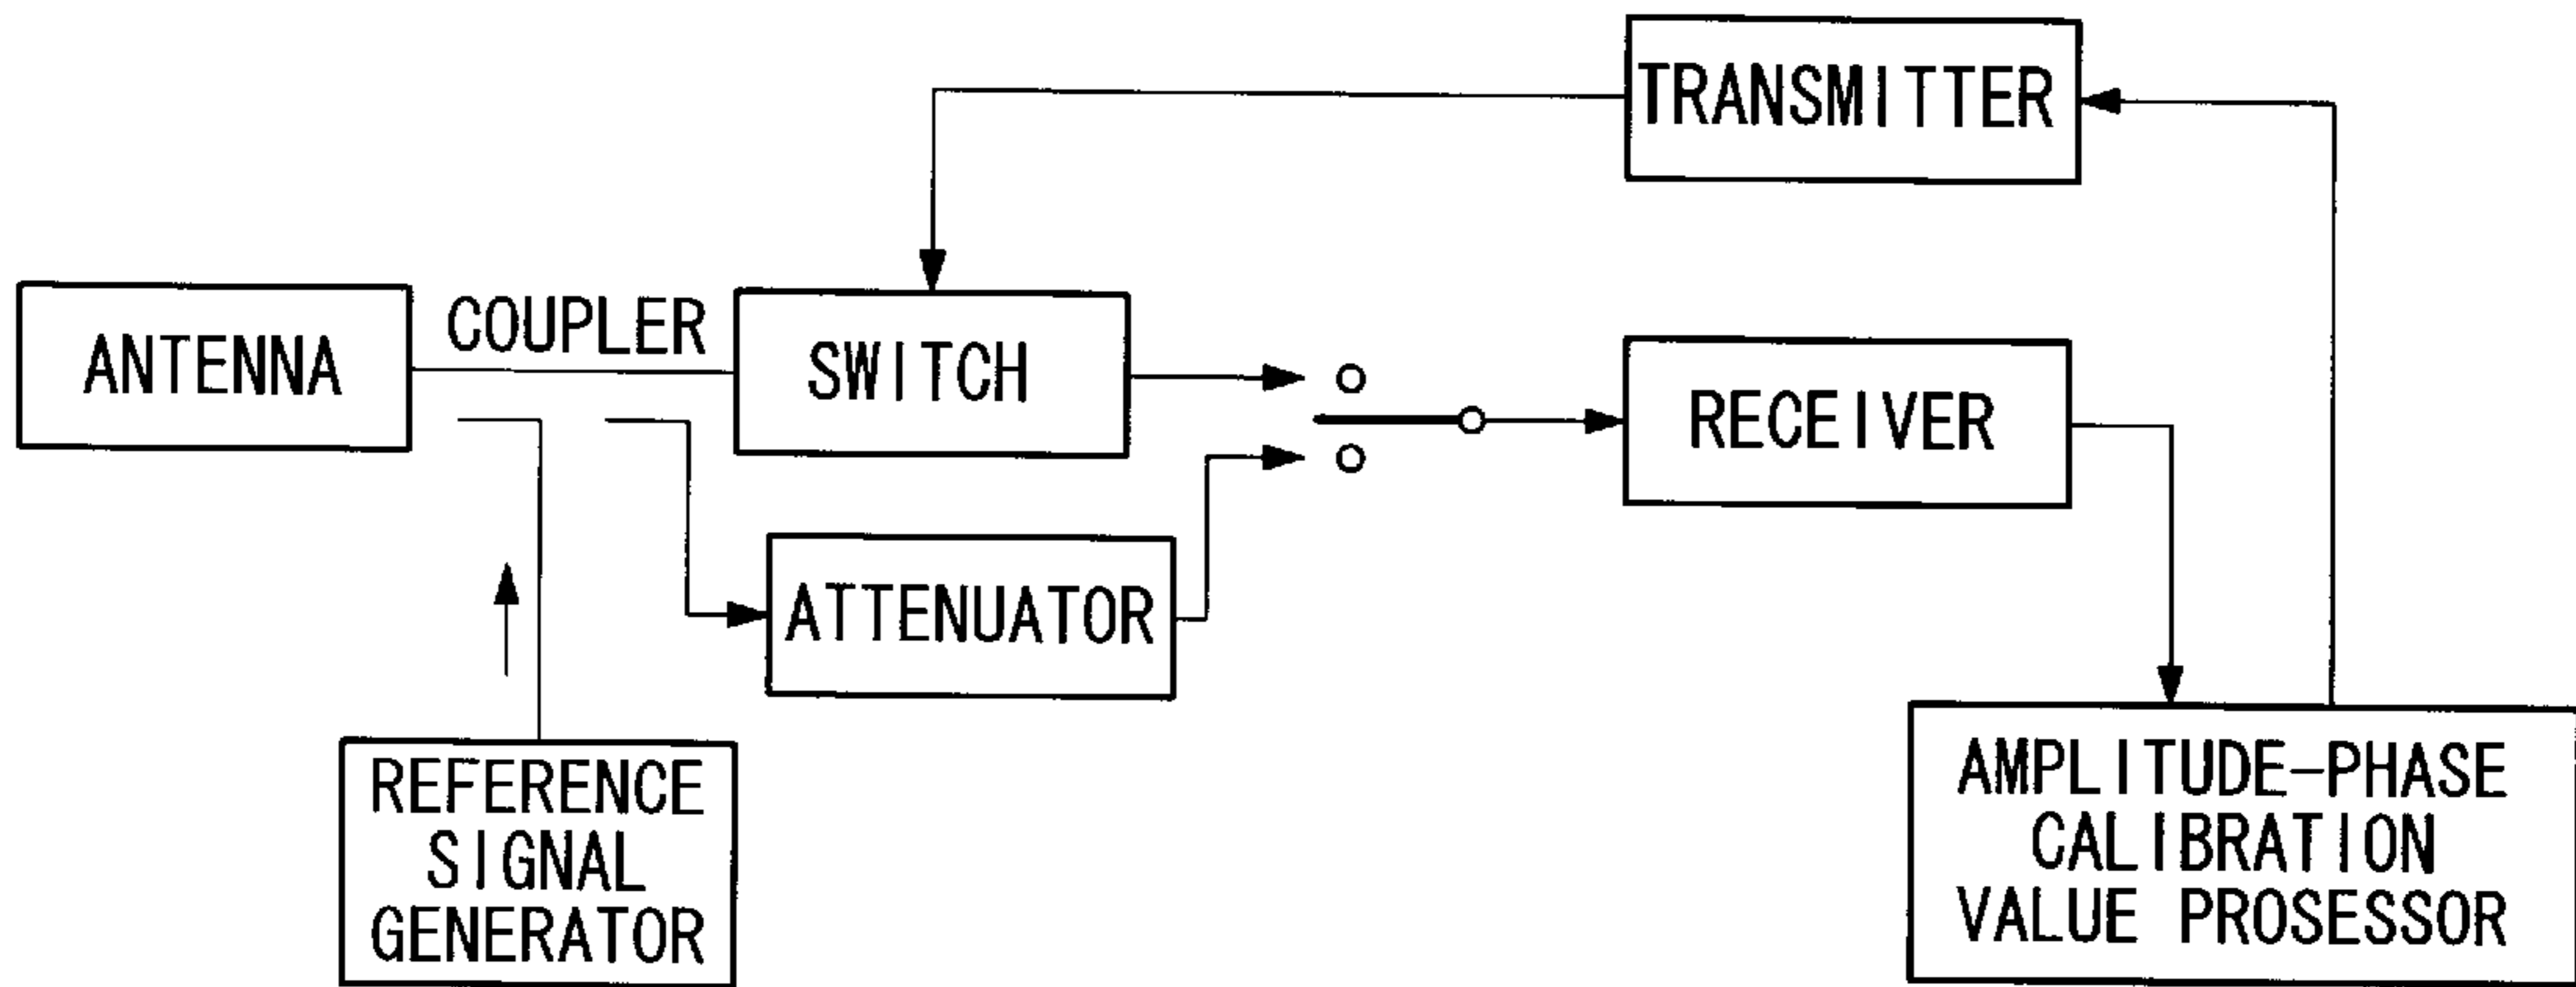 TRANSMITTER
ANTENNA
COUPLER
SWITCH
RECEIVER
ATTENUATOR
REFERENCE
SIGNAL
GENERATOR
AMPLITUDE-PHASE
CALIBRATION
VALUE PROSESSOR